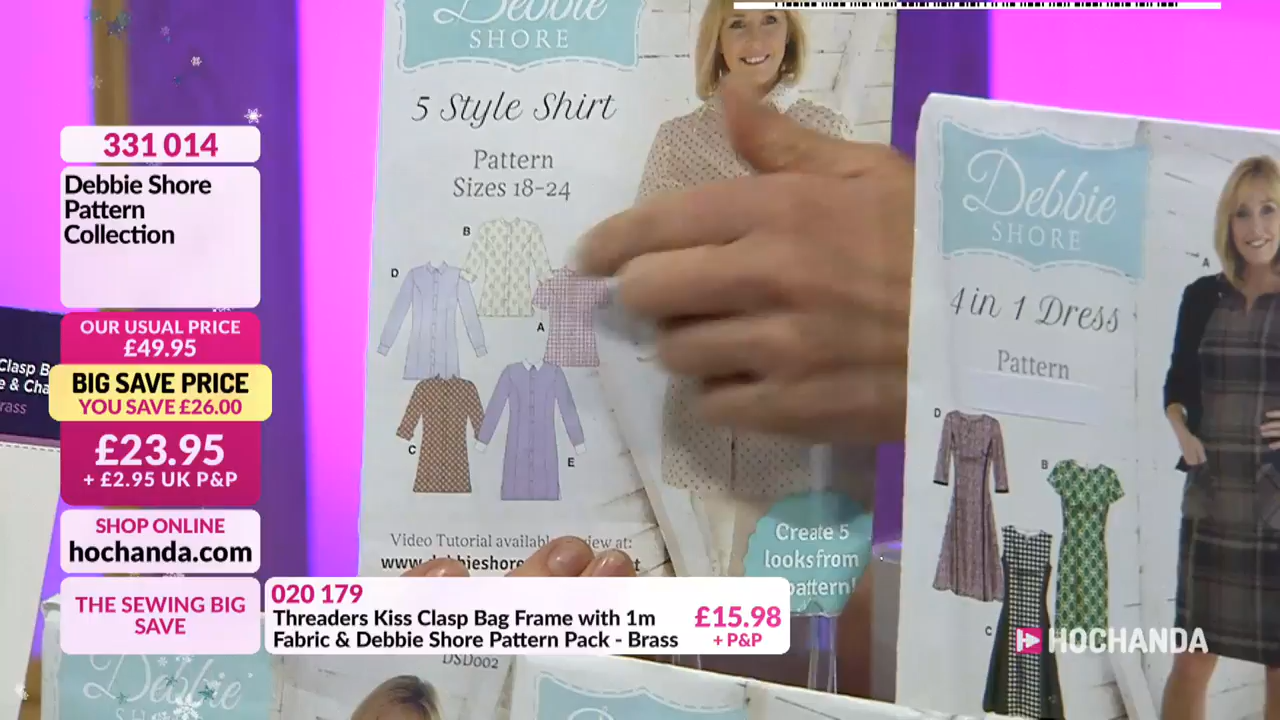 331 014
Debbie Shore
Pattern
Collection
OUR USUAL PRICE
£49.95
BIG SAVE PRICE
YOU SAVE £26.00
£23.95
+ £2.95 UK P&P
SHOP ONLINE
hochanda.com
THE SEWING BIG
SAVE
020 179
Threaders Kiss Clasp Bag Frame with 1m
Fabric & Debbie Shore Pattern Pack - Brass
£15.98
+ P&P
Debbie
SHORE
5 Style Shirt
Pattern
Sizes 18-24
B
D
A
C
E
Video Tutorial
Create 5
looks from
pattern!
Debbie
SHORE
4 in 1 Dress
Pattern
A
D
B
C
HOCHANDA
DSD002
Debbie
Clasp
& Cha